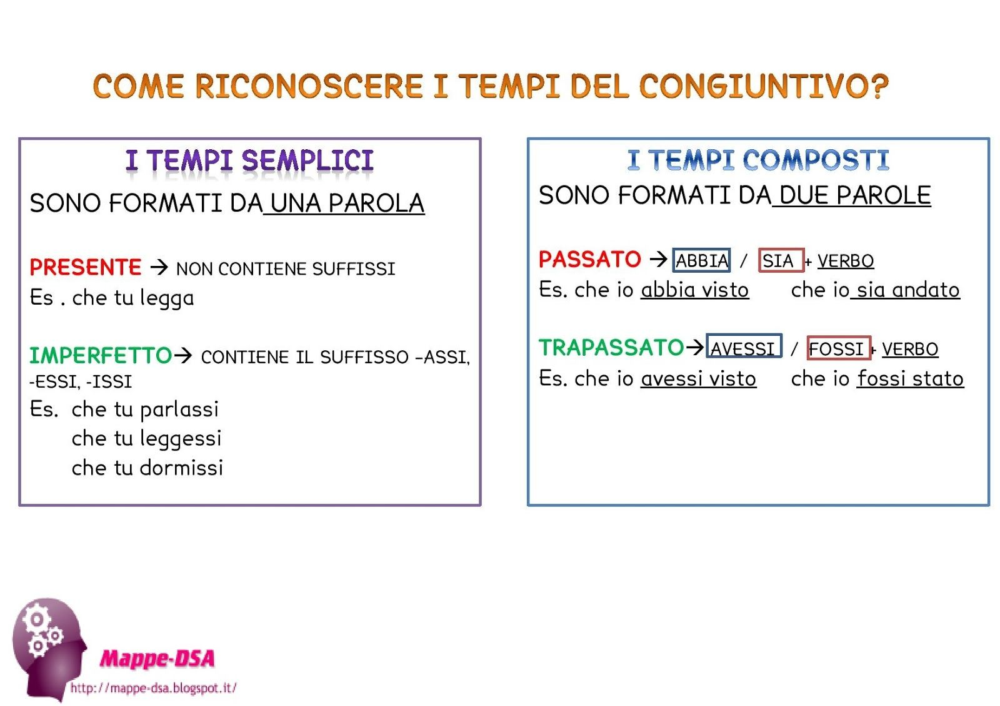 COME RICONOSCERE I TEMPI DEL CONGIUNTIVO?
I TEMPI SEMPLICI
SONO FORMATI DA UNA PAROLA
PRESENTE → NON CONTIENE SUFFISSI
Es . che tu legga
IMPERFETTO→ CONTIENE IL SUFFISSO –ASSI,
-ESSI, -ISSI
Es. che tu parlassi
che tu leggessi
che tu dormissi
I TEMPI COMPOSTI
SONO FORMATI DA DUE PAROLE
PASSATO → ABBIA / SIA + VERBO
Es. che io abbia visto che io sia andato
TRAPASSATO→ AVESSI / FOSSI + VERBO
Es. che io avessi visto che io fossi stato
Mappe-DSA
http://mappe-dsa.blogspot.it/